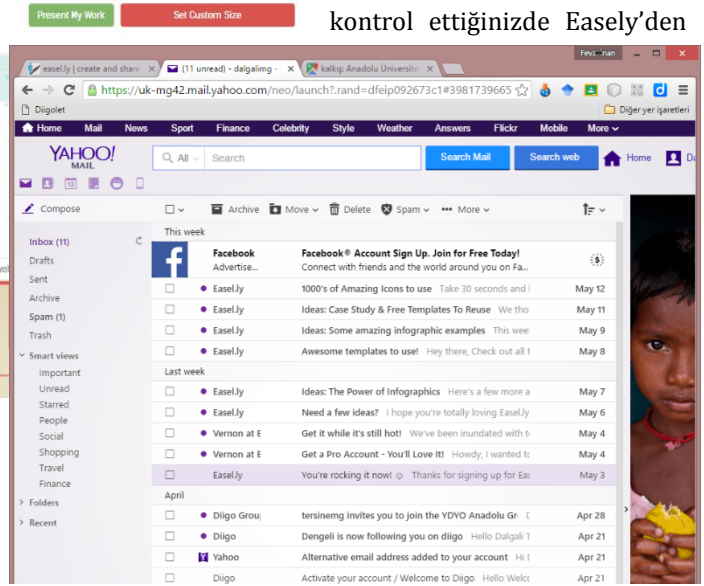 Present My Work Set Custom Size
kontrol ettiğinizde Easely’den
easel.ly | create and share
(11 unread) - dalgalimg -
kalkış: Anadolu Üniversite
https://uk-mg42.mail.yahoo.com/neo/launch?.rand=dfeip092673c1#3981739665
Diigolet Diğer yer işaretleri
Home Mail News Sport Finance Celebrity Style Weather Answers Flickr Mobile More
YAHOO! MAIL
All Search Search Mail Search web Home
Compose Archive Move Delete Spam More
This week
Inbox (11)
Drafts
Sent
Archive
Spam (1)
Trash
Smart views
Important
Unread
Starred
People
Social
Shopping
Travel
Finance
Folders
Recent
Facebook Facebook® Account Sign Up. Join for Free Today!
Advertise... Connect with friends and the world around you on Fa...
Easel.ly 1000's of Amazing Icons to use Take 30 seconds and May 12
Easel.ly Ideas: Case Study & Free Templates To Reuse We tho May 11
Easel.ly Ideas: Some amazing infographic examples This wee May 9
Easel.ly Awesome templates to use! Hey there, Check out all t May 8
Last week
Easel.ly Ideas: The Power of Infographics Here's a few more a May 7
Easel.ly Need a few ideas? I hope you're totally loving Easel.ly May 6
Vernon at E Get it while it's still hot! We've been inundated with t May 4
Vernon at E Get a Pro Account - You'll Love It! Howdy, I wanted to May 4
Easel.ly You're rocking it now! ☺ Thanks for signing up for Eas May 3
April
Diigo Group tersinemg invites you to join the YDYO Anadolu Gr Apr 28
Diigo Dengeli is now following you on diigo Hello Dalgali Apr 21
Yahoo Alternative email address added to your account Hi Apr 21
Diigo Activate your account / Welcome to Diigo Hello Welc Apr 21